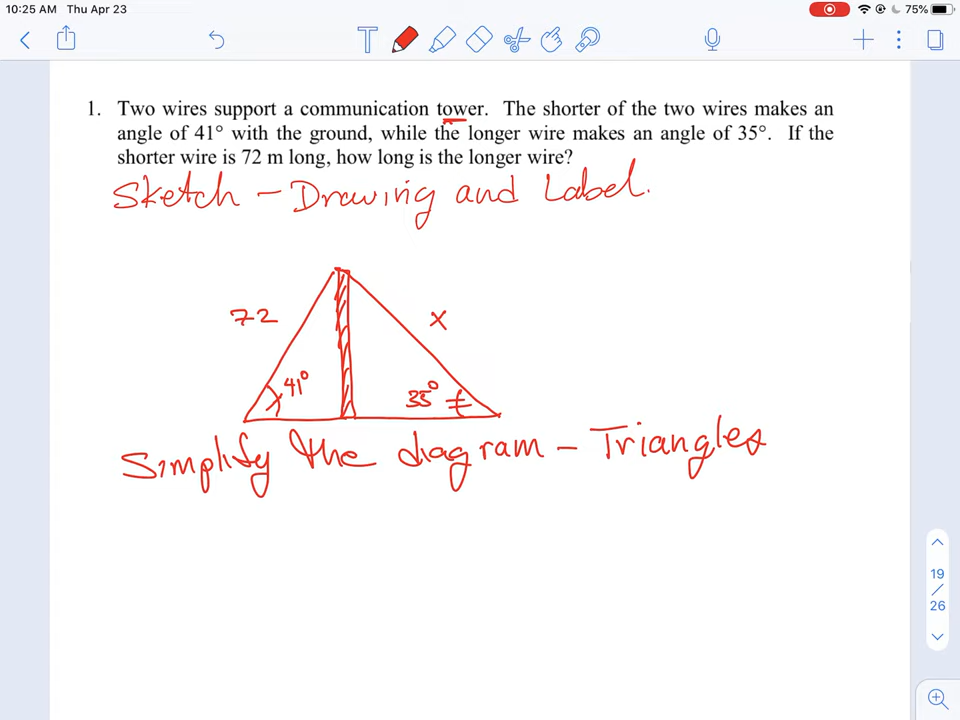 10:25 AM Thu Apr 23
75%
T
1. Two wires support a communication tower. The shorter of the two wires makes an
angle of 41° with the ground, while the longer wire makes an angle of 35°. If the
shorter wire is 72 m long, how long is the longer wire?
Sketch - Drawing and Label.
72
x
41°
35°
Simplify the diagram - Triangles
19
/
26